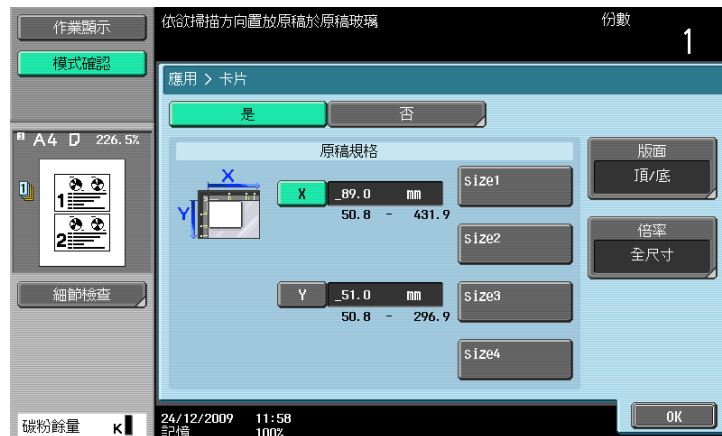 作業顯示
模式確認
A4 226.5%
1
2
細節檢查
碳粉餘量 K
依欲掃描方向置放原稿於原稿玻璃
份數
1
應用 > 卡片
是
否
原稿規格
X
Y
X _89.0 mm
50.8 - 431.9
Y _51.0 mm
50.8 - 296.9
size1
size2
size3
size4
版面
頂/底
倍率
全尺寸
24/12/2009 11:58
記憶 100%
OK